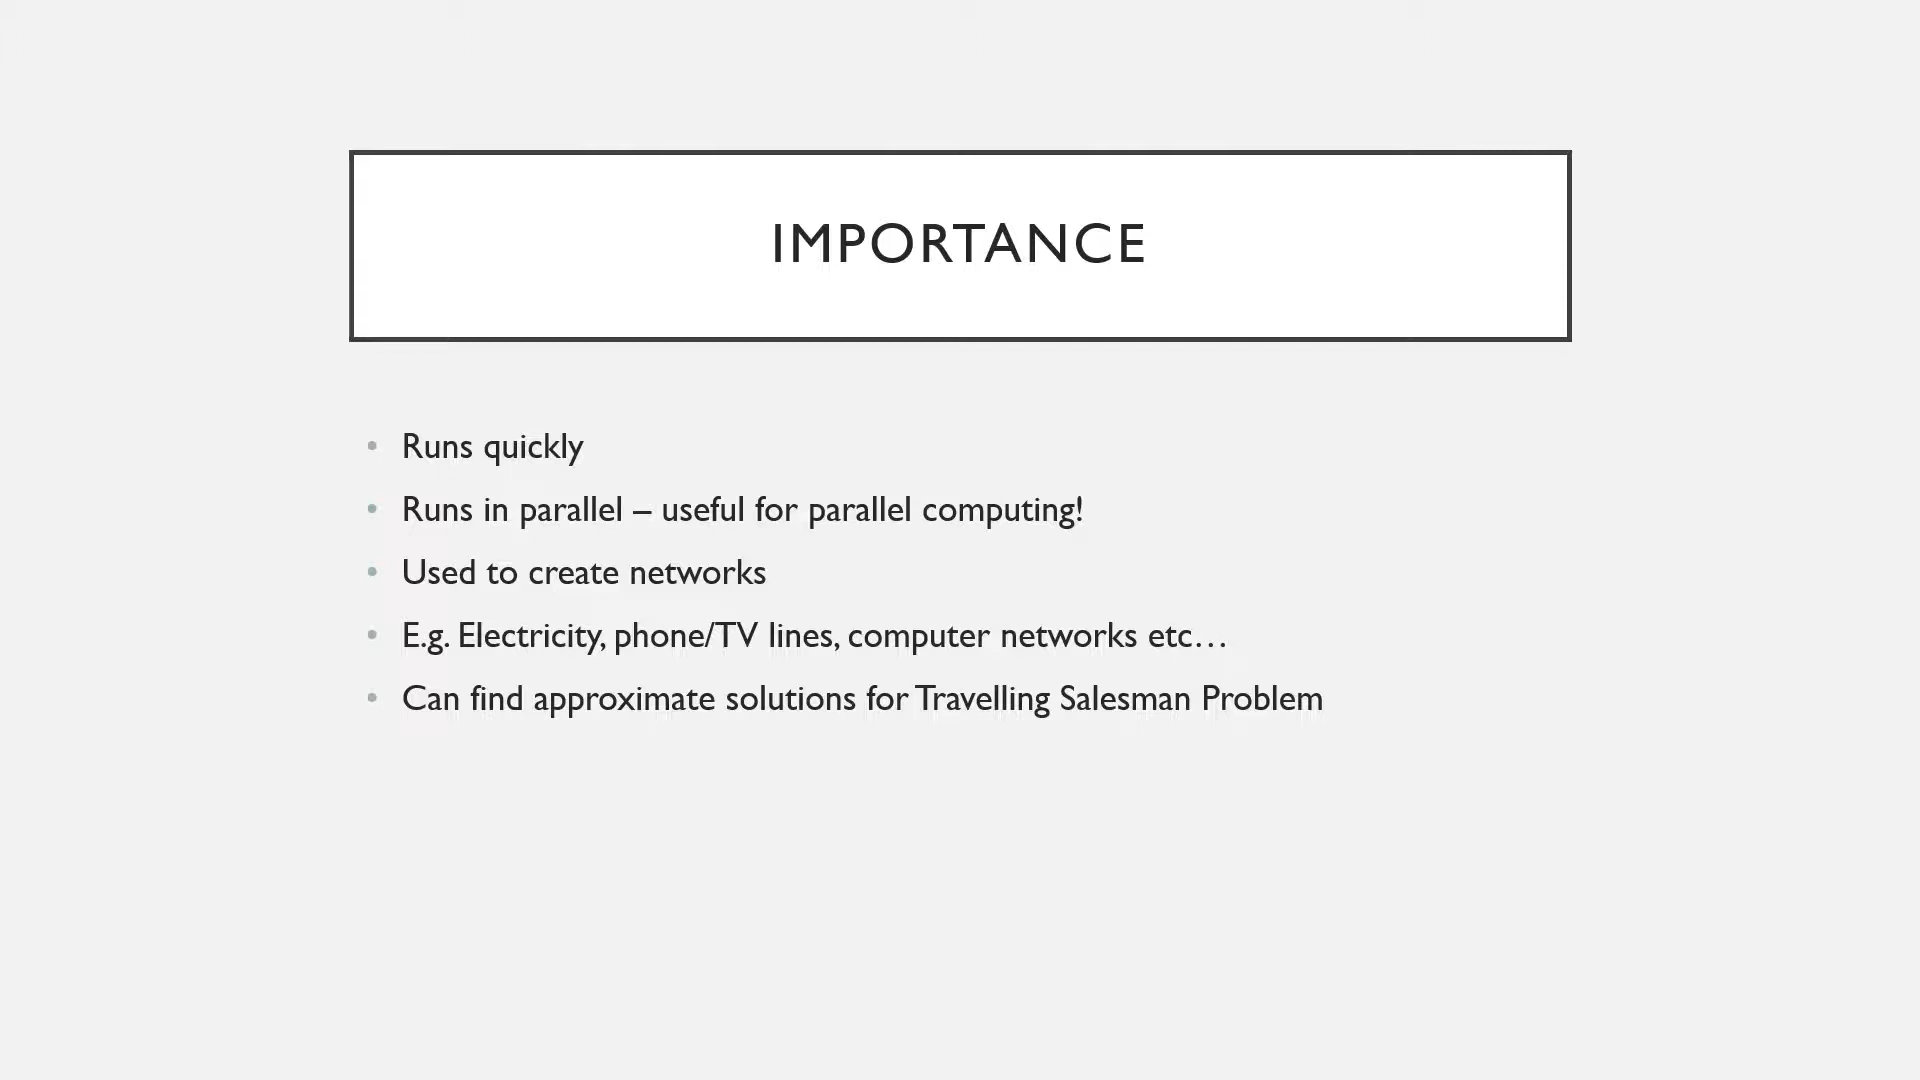 IMPORTANCE
• Runs quickly
• Runs in parallel – useful for parallel computing!
• Used to create networks
• E.g. Electricity, phone/TV lines, computer networks etc…
• Can find approximate solutions for Travelling Salesman Problem